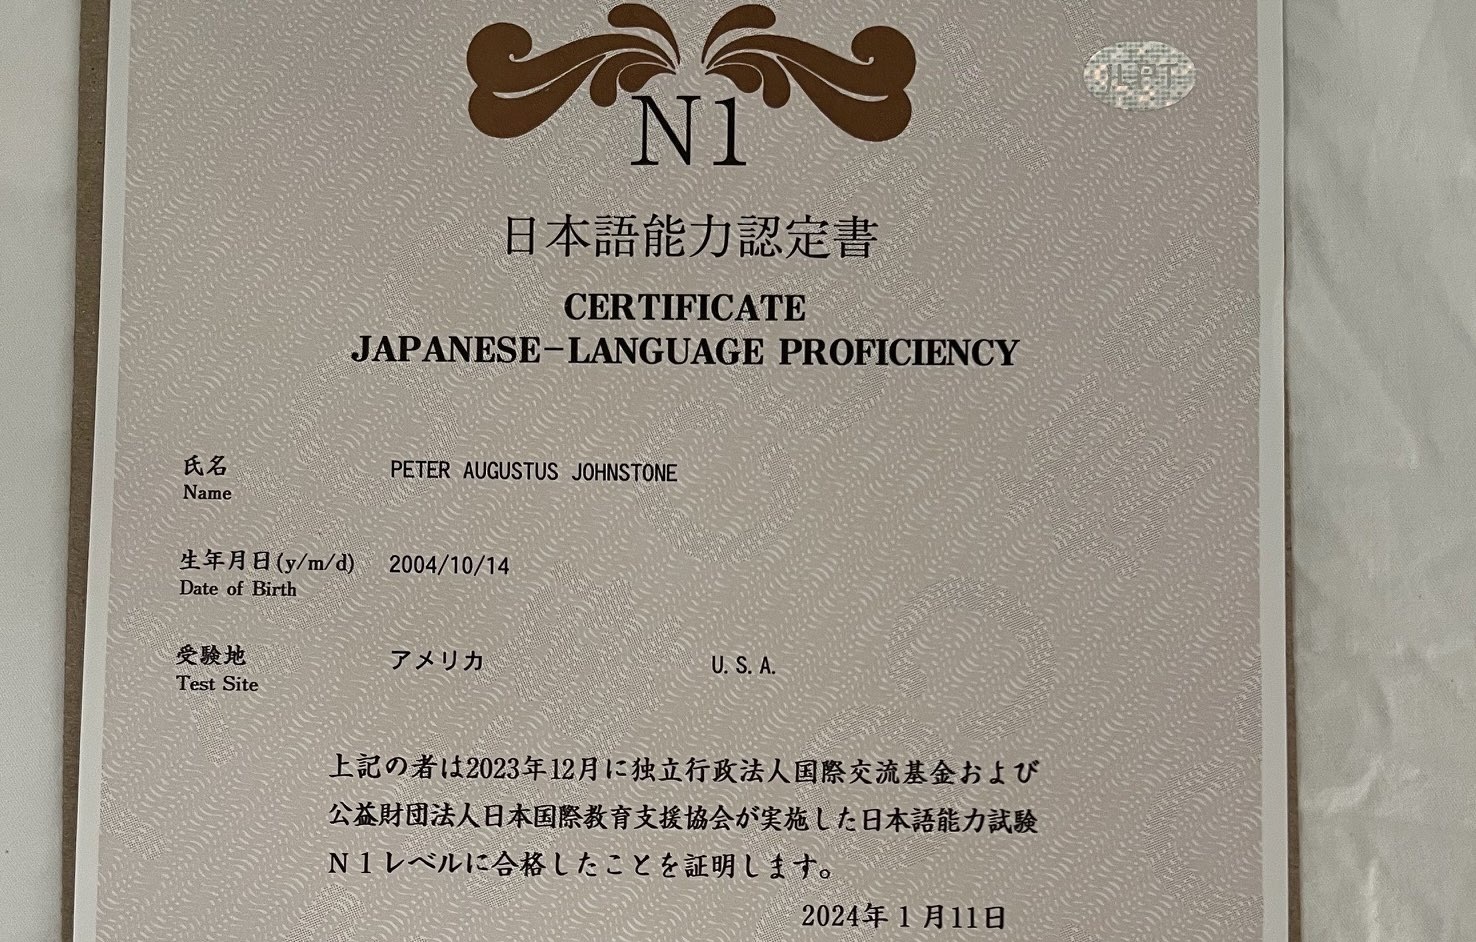 JLPT
N1
日本語能力認定書
CERTIFICATE
JAPANESE-LANGUAGE PROFICIENCY
氏名 PETER AUGUSTUS JOHNSTONE
Name
生年月日(y/m/d) 2004/10/14
Date of Birth
受験地 アメリカ U.S.A.
Test Site
上記の者は2023年12月に独立行政法人国際交流基金および
公益財団法人日本国際教育支援協会が実施した日本語能力試験
N1レベルに合格したことを証明します。
2024年1月11日